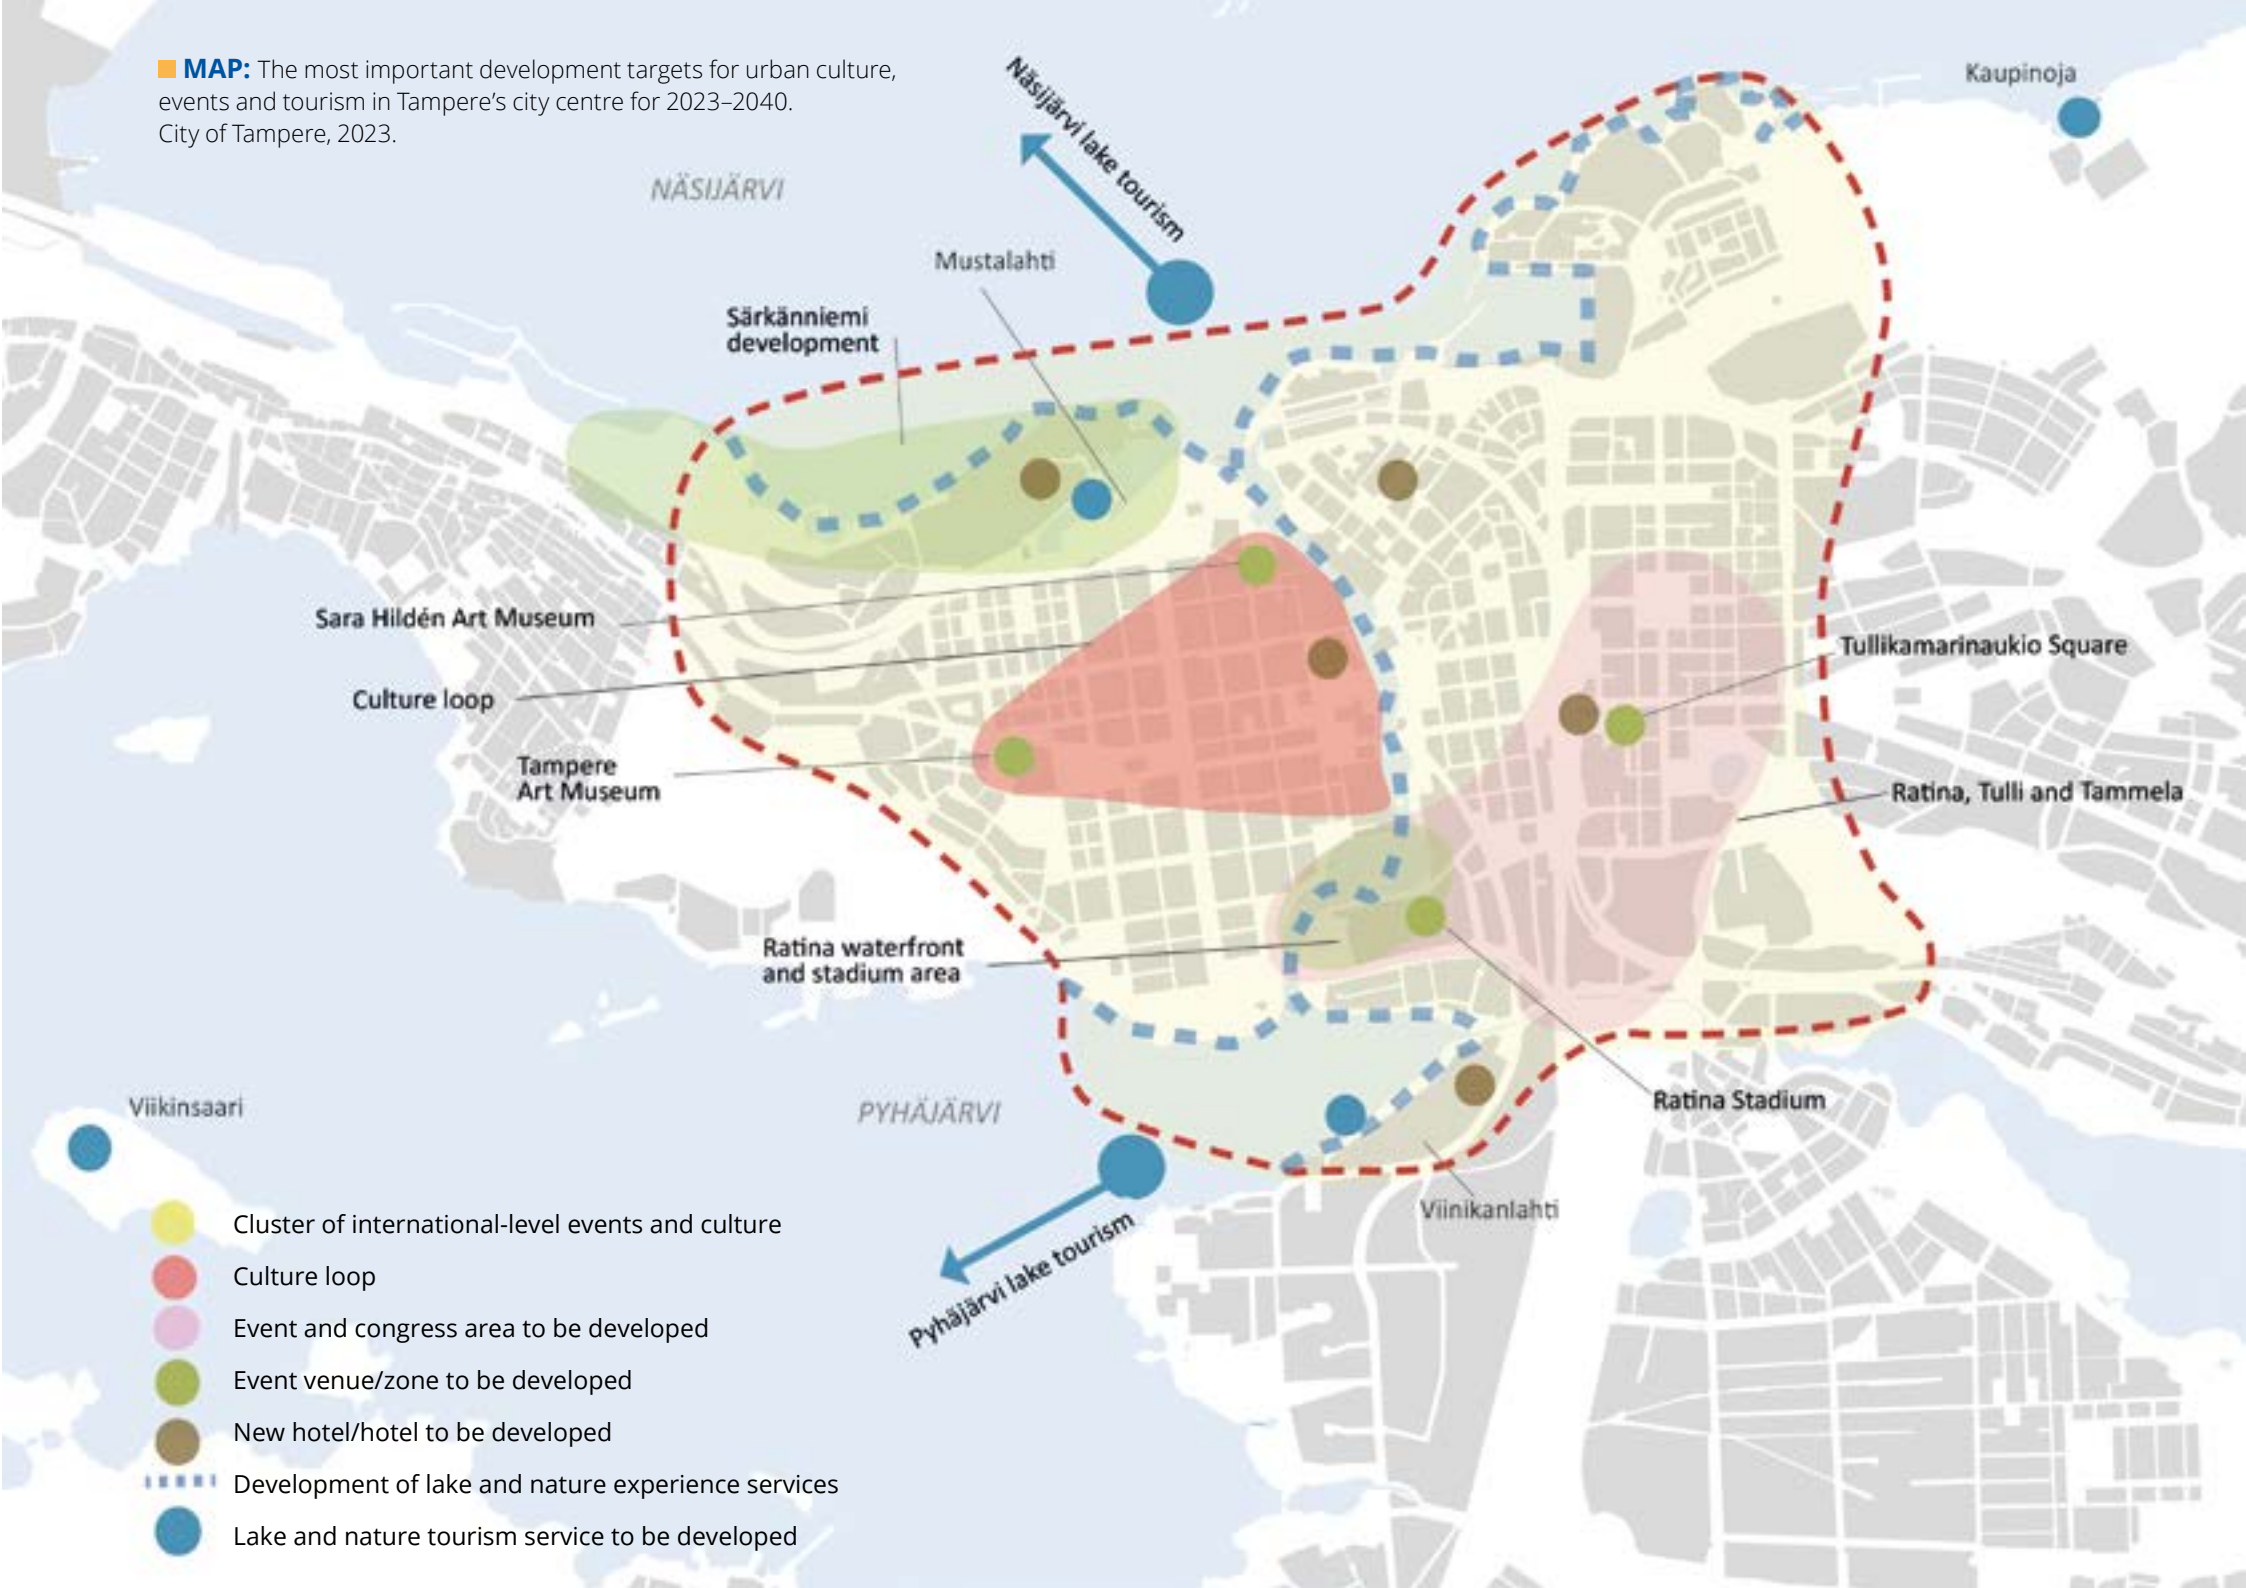 MAP: The most important development targets for urban culture,
events and tourism in Tampere’s city centre for 2023–2040.
City of Tampere, 2023.
Kaupinoja
Näsijärvi lake tourism
NÄSIJÄRVI
Mustalahti
Särkänniemi
development
Sara Hildén Art Museum
Tullikamarinaukio Square
Culture loop
Tampere
Art Museum
Ratina, Tulli and Tammela
Ratina waterfront
and stadium area
Viikinsaari
PYHÄJÄRVI
Ratina Stadium
Viinikanlahti
Pyhäjärvi lake tourism
Cluster of international-level events and culture
Culture loop
Event and congress area to be developed
Event venue/zone to be developed
New hotel/hotel to be developed
Development of lake and nature experience services
Lake and nature tourism service to be developed